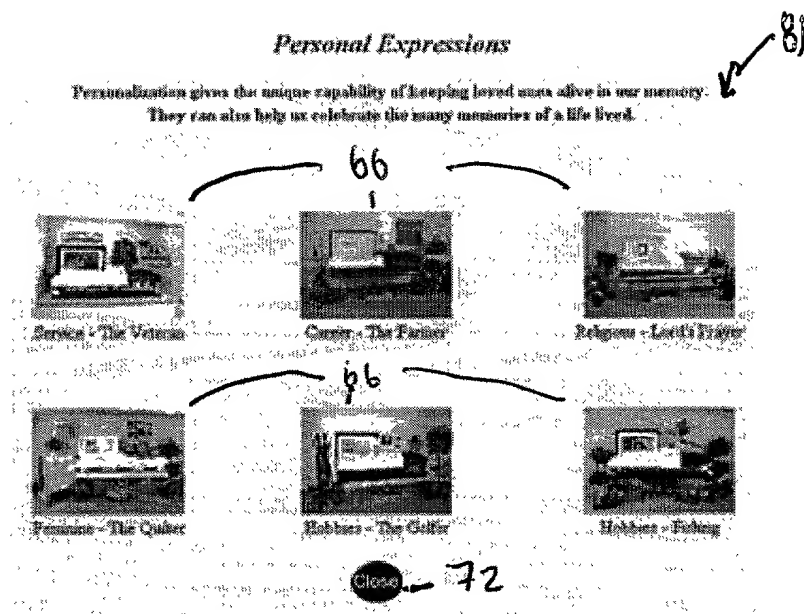 Personal Expressions
8j
Personalization gives the unique capability of keeping loved ones alive in our memory.
They can also help us celebrate the many memories of a life lived.
66
Service - The Veteran
Career - The Farmer
Religious - Lord's Prayer
66
Feminine - The Quilter
Hobbies - The Golfer
Hobbies - Fishing
Close
72